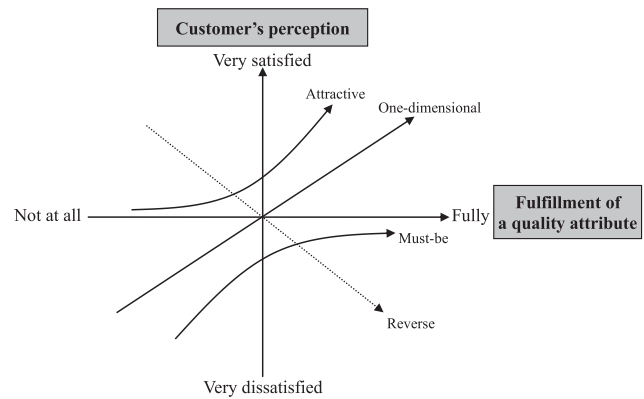 Customer's perception
Very satisfied
Attractive
One-dimensional
Not at all
Fully
Fulfillment of
a quality attribute
Must-be
Reverse
Very dissatisfied